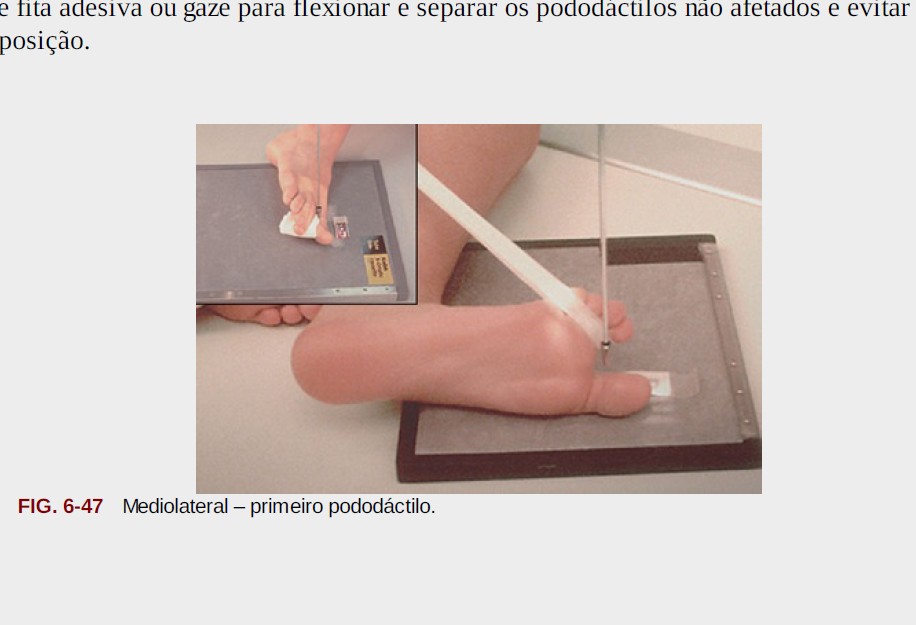 e fita adesiva ou gaze para flexionar e separar os pododáctilos não afetados e evitar
posição.
FIG. 6-47 Mediolateral – primeiro pododáctilo.